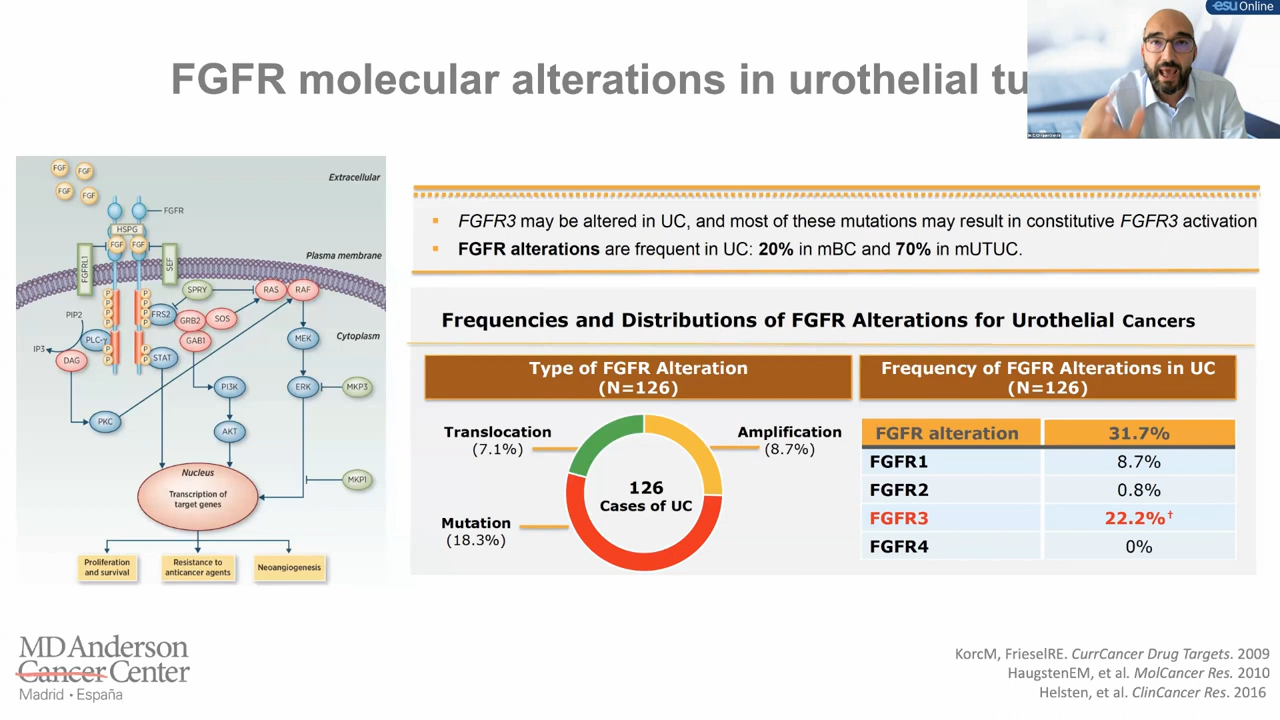 esu Online
FGFR molecular alterations in urothelial tu
FGF
FGF
FGF
FGF
Extracellular
FGFR
HSPG
FGF
FGF
FGFRL1
SEF
Plasma membrane
SPRY
RAS
RAF
P
P
P
P
P
P
P
P
P
P
FRS2
GRB2
SOS
GAB1
PIP2
PLC-γ
IP3
DAG
STAT
MEK
Cytoplasm
PI3K
ERK
MKP3
PKC
AKT
MKP1
Nucleus
Transcription of
target genes
Proliferation
and survival
Resistance to
anticancer agents
Neoangiogenesis
▪ FGFR3 may be altered in UC, and most of these mutations may result in constitutive FGFR3 activation
▪ FGFR alterations are frequent in UC: 20% in mBC and 70% in mUTUC.
Frequencies and Distributions of FGFR Alterations for Urothelial Cancers
Type of FGFR Alteration
(N=126)
Translocation
(7.1%)
Amplification
(8.7%)
126
Cases of UC
Mutation
(18.3%)
Frequency of FGFR Alterations in UC
(N=126)
FGFR alteration 31.7%
FGFR1 8.7%
FGFR2 0.8%
FGFR3 22.2%†
FGFR4 0%
MD Anderson
Cancer Center
Madrid • España
KorcM, FrieselRE. CurrCancer Drug Targets. 2009
HaugstenEM, et al. MolCancer Res. 2010
Helsten, et al. ClinCancer Res. 2016